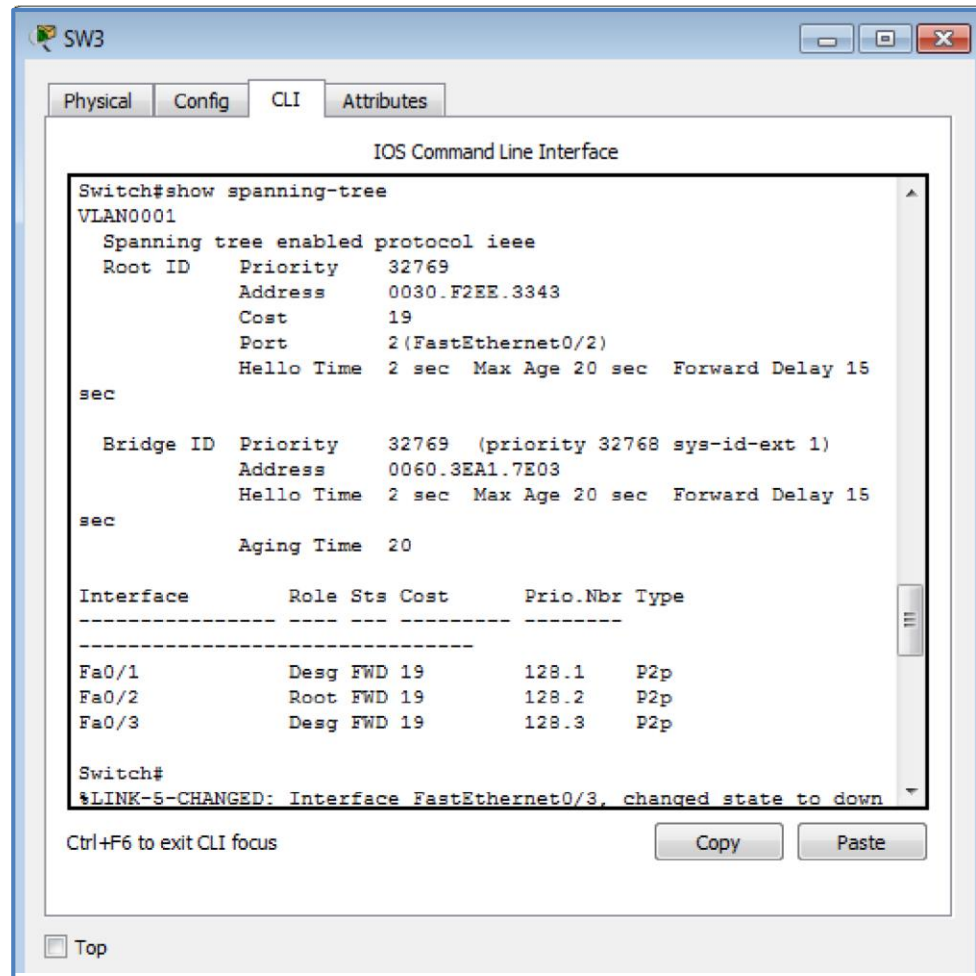 SW3
Physical Config CLI Attributes
IOS Command Line Interface
Switch#show spanning-tree
VLAN0001
  Spanning tree enabled protocol ieee
  Root ID    Priority    32769
             Address     0030.F2EE.3343
             Cost        19
             Port        2(FastEthernet0/2)
             Hello Time  2 sec  Max Age 20 sec  Forward Delay 15
sec

  Bridge ID  Priority    32769  (priority 32768 sys-id-ext 1)
             Address     0060.3EA1.7E03
             Hello Time  2 sec  Max Age 20 sec  Forward Delay 15
sec
             Aging Time  20

Interface        Role Sts Cost      Prio.Nbr Type
---------------- ---- --- --------- --------
--------------------------------
Fa0/1            Desg FWD 19        128.1    P2p
Fa0/2            Root FWD 19        128.2    P2p
Fa0/3            Desg FWD 19        128.3    P2p

Switch#
%LINK-5-CHANGED: Interface FastEthernet0/3, changed state to down
Ctrl+F6 to exit CLI focus
Copy Paste
Top